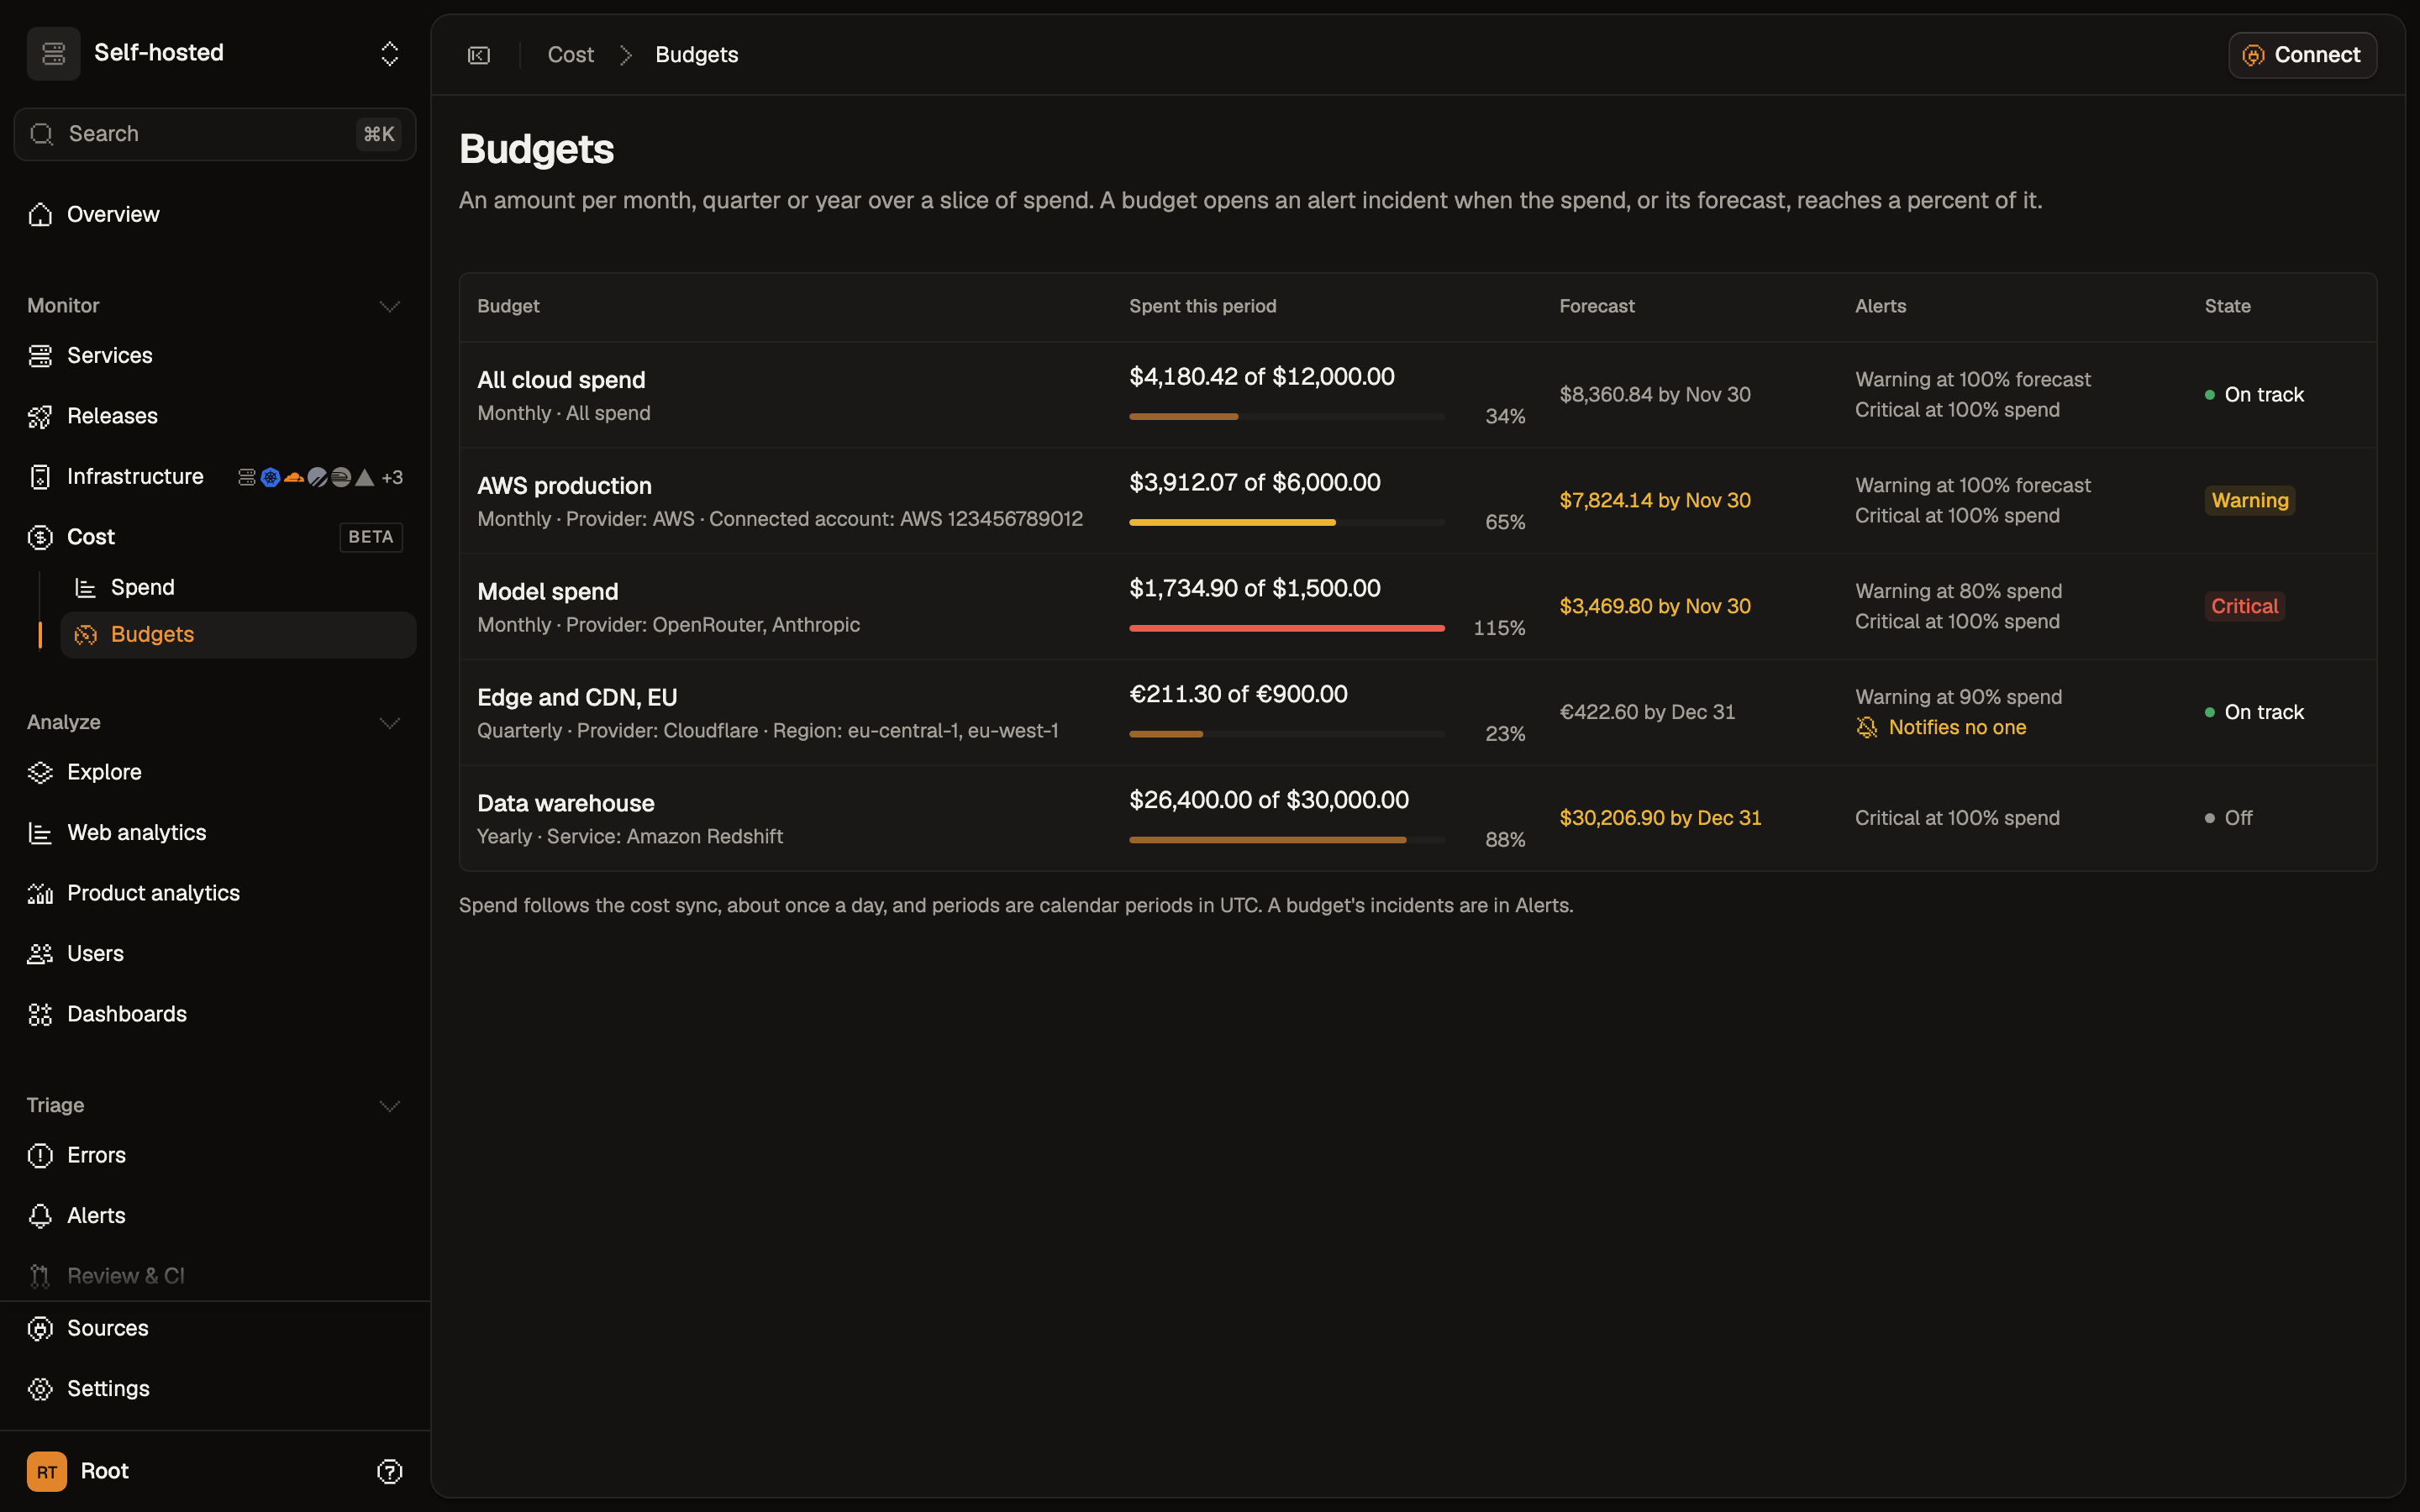 Self-hosted
Search
⌘K
Overview
Monitor
Services
Releases
Infrastructure
+3
Cost
BETA
Spend
Budgets
Analyze
Explore
Web analytics
Product analytics
Users
Dashboards
Triage
Errors
Alerts
Review & CI
Sources
Settings
RT
Root
Cost
Budgets
Connect
Budgets
An amount per month, quarter or year over a slice of spend. A budget opens an alert incident when the spend, or its forecast, reaches a percent of it.
Budget
Spent this period
Forecast
Alerts
State
All cloud spend
Monthly · All spend
$4,180.42 of $12,000.00
34%
$8,360.84 by Nov 30
Warning at 100% forecast
Critical at 100% spend
On track
AWS production
Monthly · Provider: AWS · Connected account: AWS 123456789012
$3,912.07 of $6,000.00
65%
$7,824.14 by Nov 30
Warning at 100% forecast
Critical at 100% spend
Warning
Model spend
Monthly · Provider: OpenRouter, Anthropic
$1,734.90 of $1,500.00
115%
$3,469.80 by Nov 30
Warning at 80% spend
Critical at 100% spend
Critical
Edge and CDN, EU
Quarterly · Provider: Cloudflare · Region: eu-central-1, eu-west-1
€211.30 of €900.00
23%
€422.60 by Dec 31
Warning at 90% spend
Notifies no one
On track
Data warehouse
Yearly · Service: Amazon Redshift
$26,400.00 of $30,000.00
88%
$30,206.90 by Dec 31
Critical at 100% spend
Off
Spend follows the cost sync, about once a day, and periods are calendar periods in UTC. A budget's incidents are in Alerts.